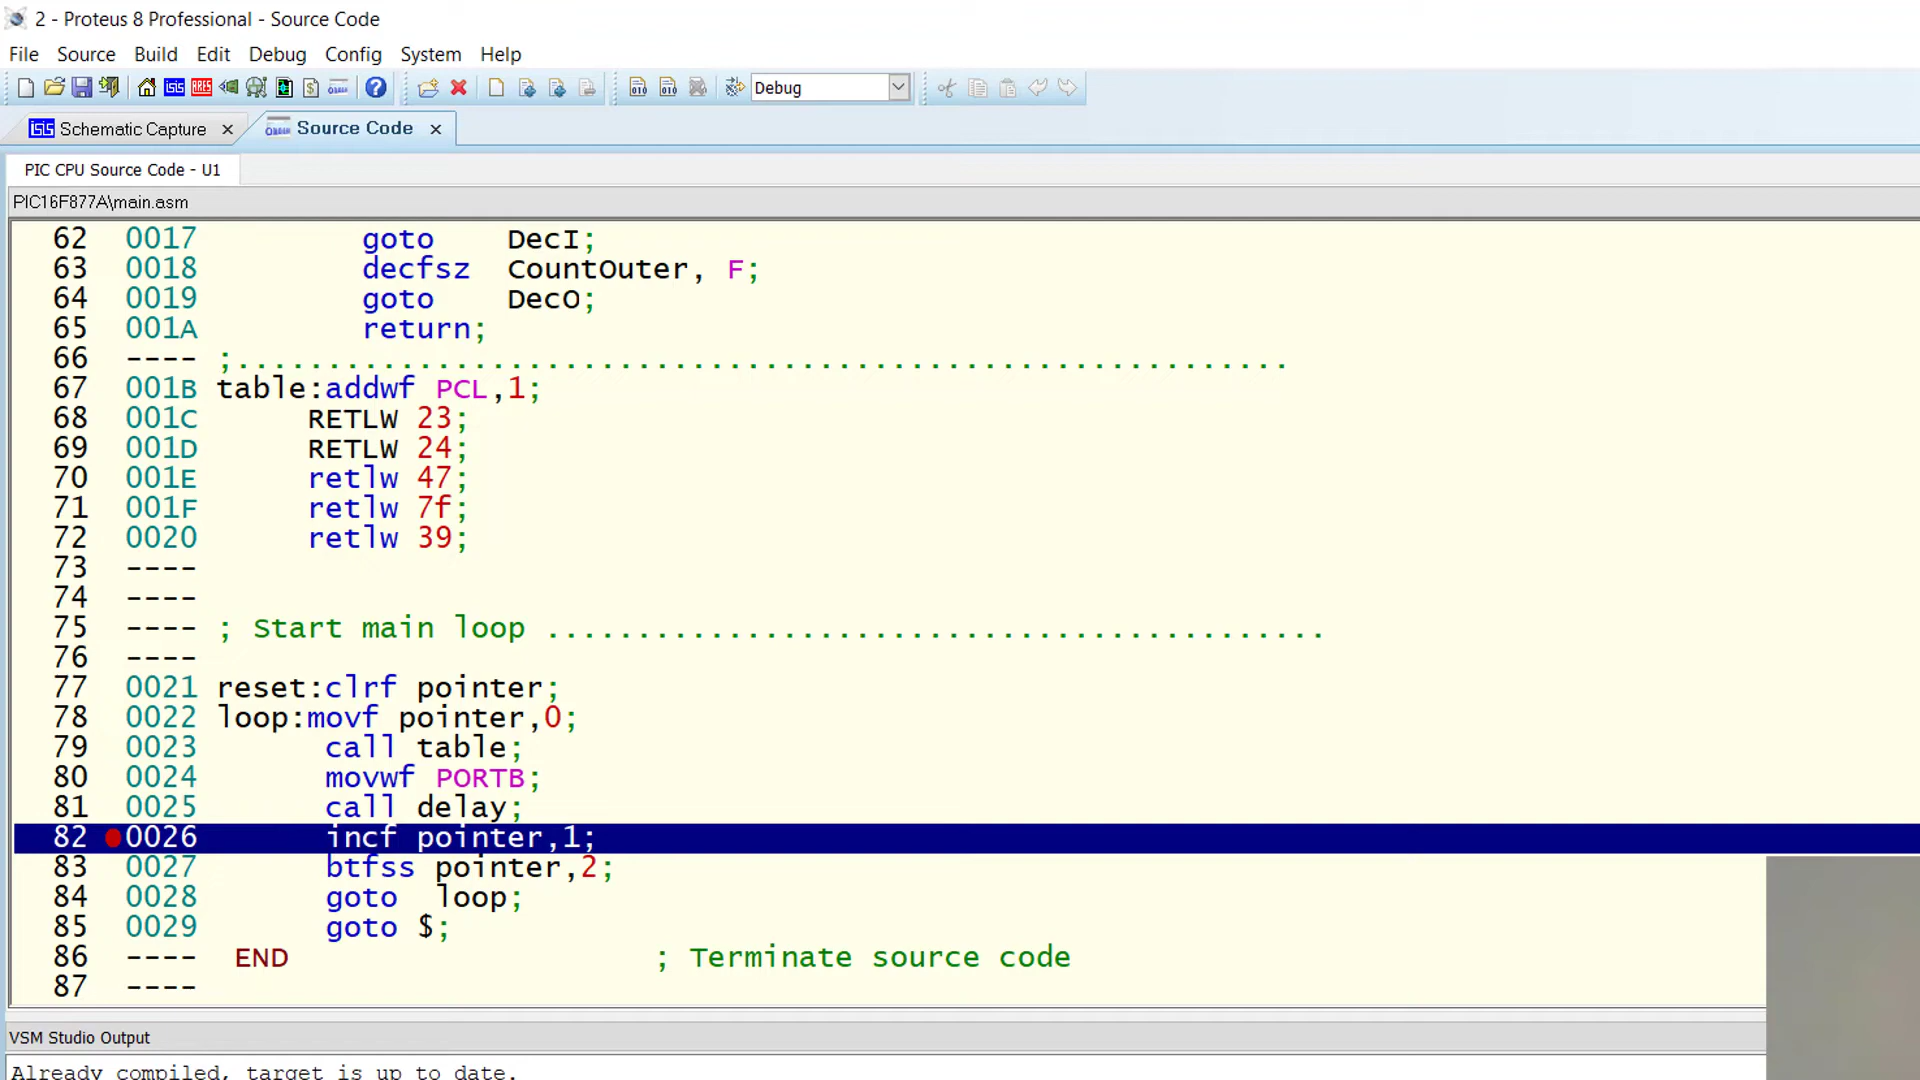 2 - Proteus 8 Professional - Source Code
File Source Build Edit Debug Config System Help
isis ARES $ ? 010 010 Debug
isis Schematic Capture × Source Code ×
PIC CPU Source Code - U1
PIC16F877A\main.asm
62 0017 goto DecI;
63 0018 decfsz CountOuter, F;
64 0019 goto DecO;
65 001A return;
66 ---- ;..........................................................
67 001B table:addwf PCL,1;
68 001C RETLW 23;
69 001D RETLW 24;
70 001E retlw 47;
71 001F retlw 7f;
72 0020 retlw 39;
73 ----
74 ----
75 ---- ; Start main loop ...........................................
76 ----
77 0021 reset:clrf pointer;
78 0022 loop:movf pointer,0;
79 0023 call table;
80 0024 movwf PORTB;
81 0025 call delay;
82 0026 incf pointer,1;
83 0027 btfss pointer,2;
84 0028 goto loop;
85 0029 goto $;
86 ---- END ; Terminate source code
87 ----
VSM Studio Output
Already compiled, target is up to date.